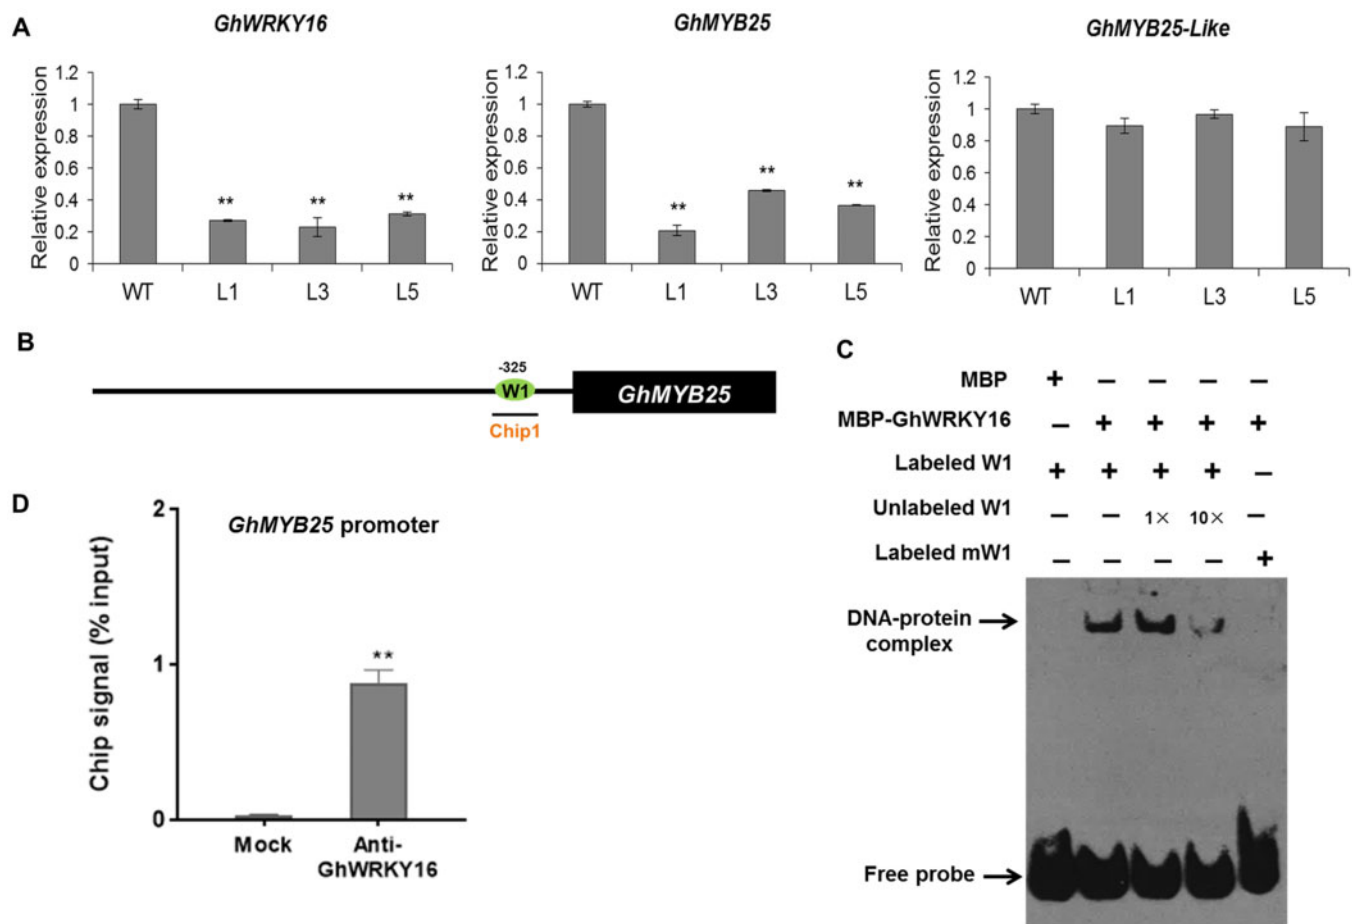 A
GhWRKY16
GhMYB25
GhMYB25-Like
Relative expression
1.2
1
0.8
0.6
0.4
0.2
0
** ** **
WT L1 L3 L5
Relative expression
1.2
1
0.8
0.6
0.4
0.2
0
** ** **
WT L1 L3 L5
Relative expression
1.2
1
0.8
0.6
0.4
0.2
0
WT L1 L3 L5
B
-325
W1
GhMYB25
Chip1
C
MBP + – – – –
MBP-GhWRKY16 – + + + +
Labeled W1 + + + + –
Unlabeled W1 – – 1× 10× –
Labeled mW1 – – – – +
DNA-protein
complex
Free probe
D
GhMYB25 promoter
Chip signal (% input)
2
1
0
**
Mock Anti-
GhWRKY16